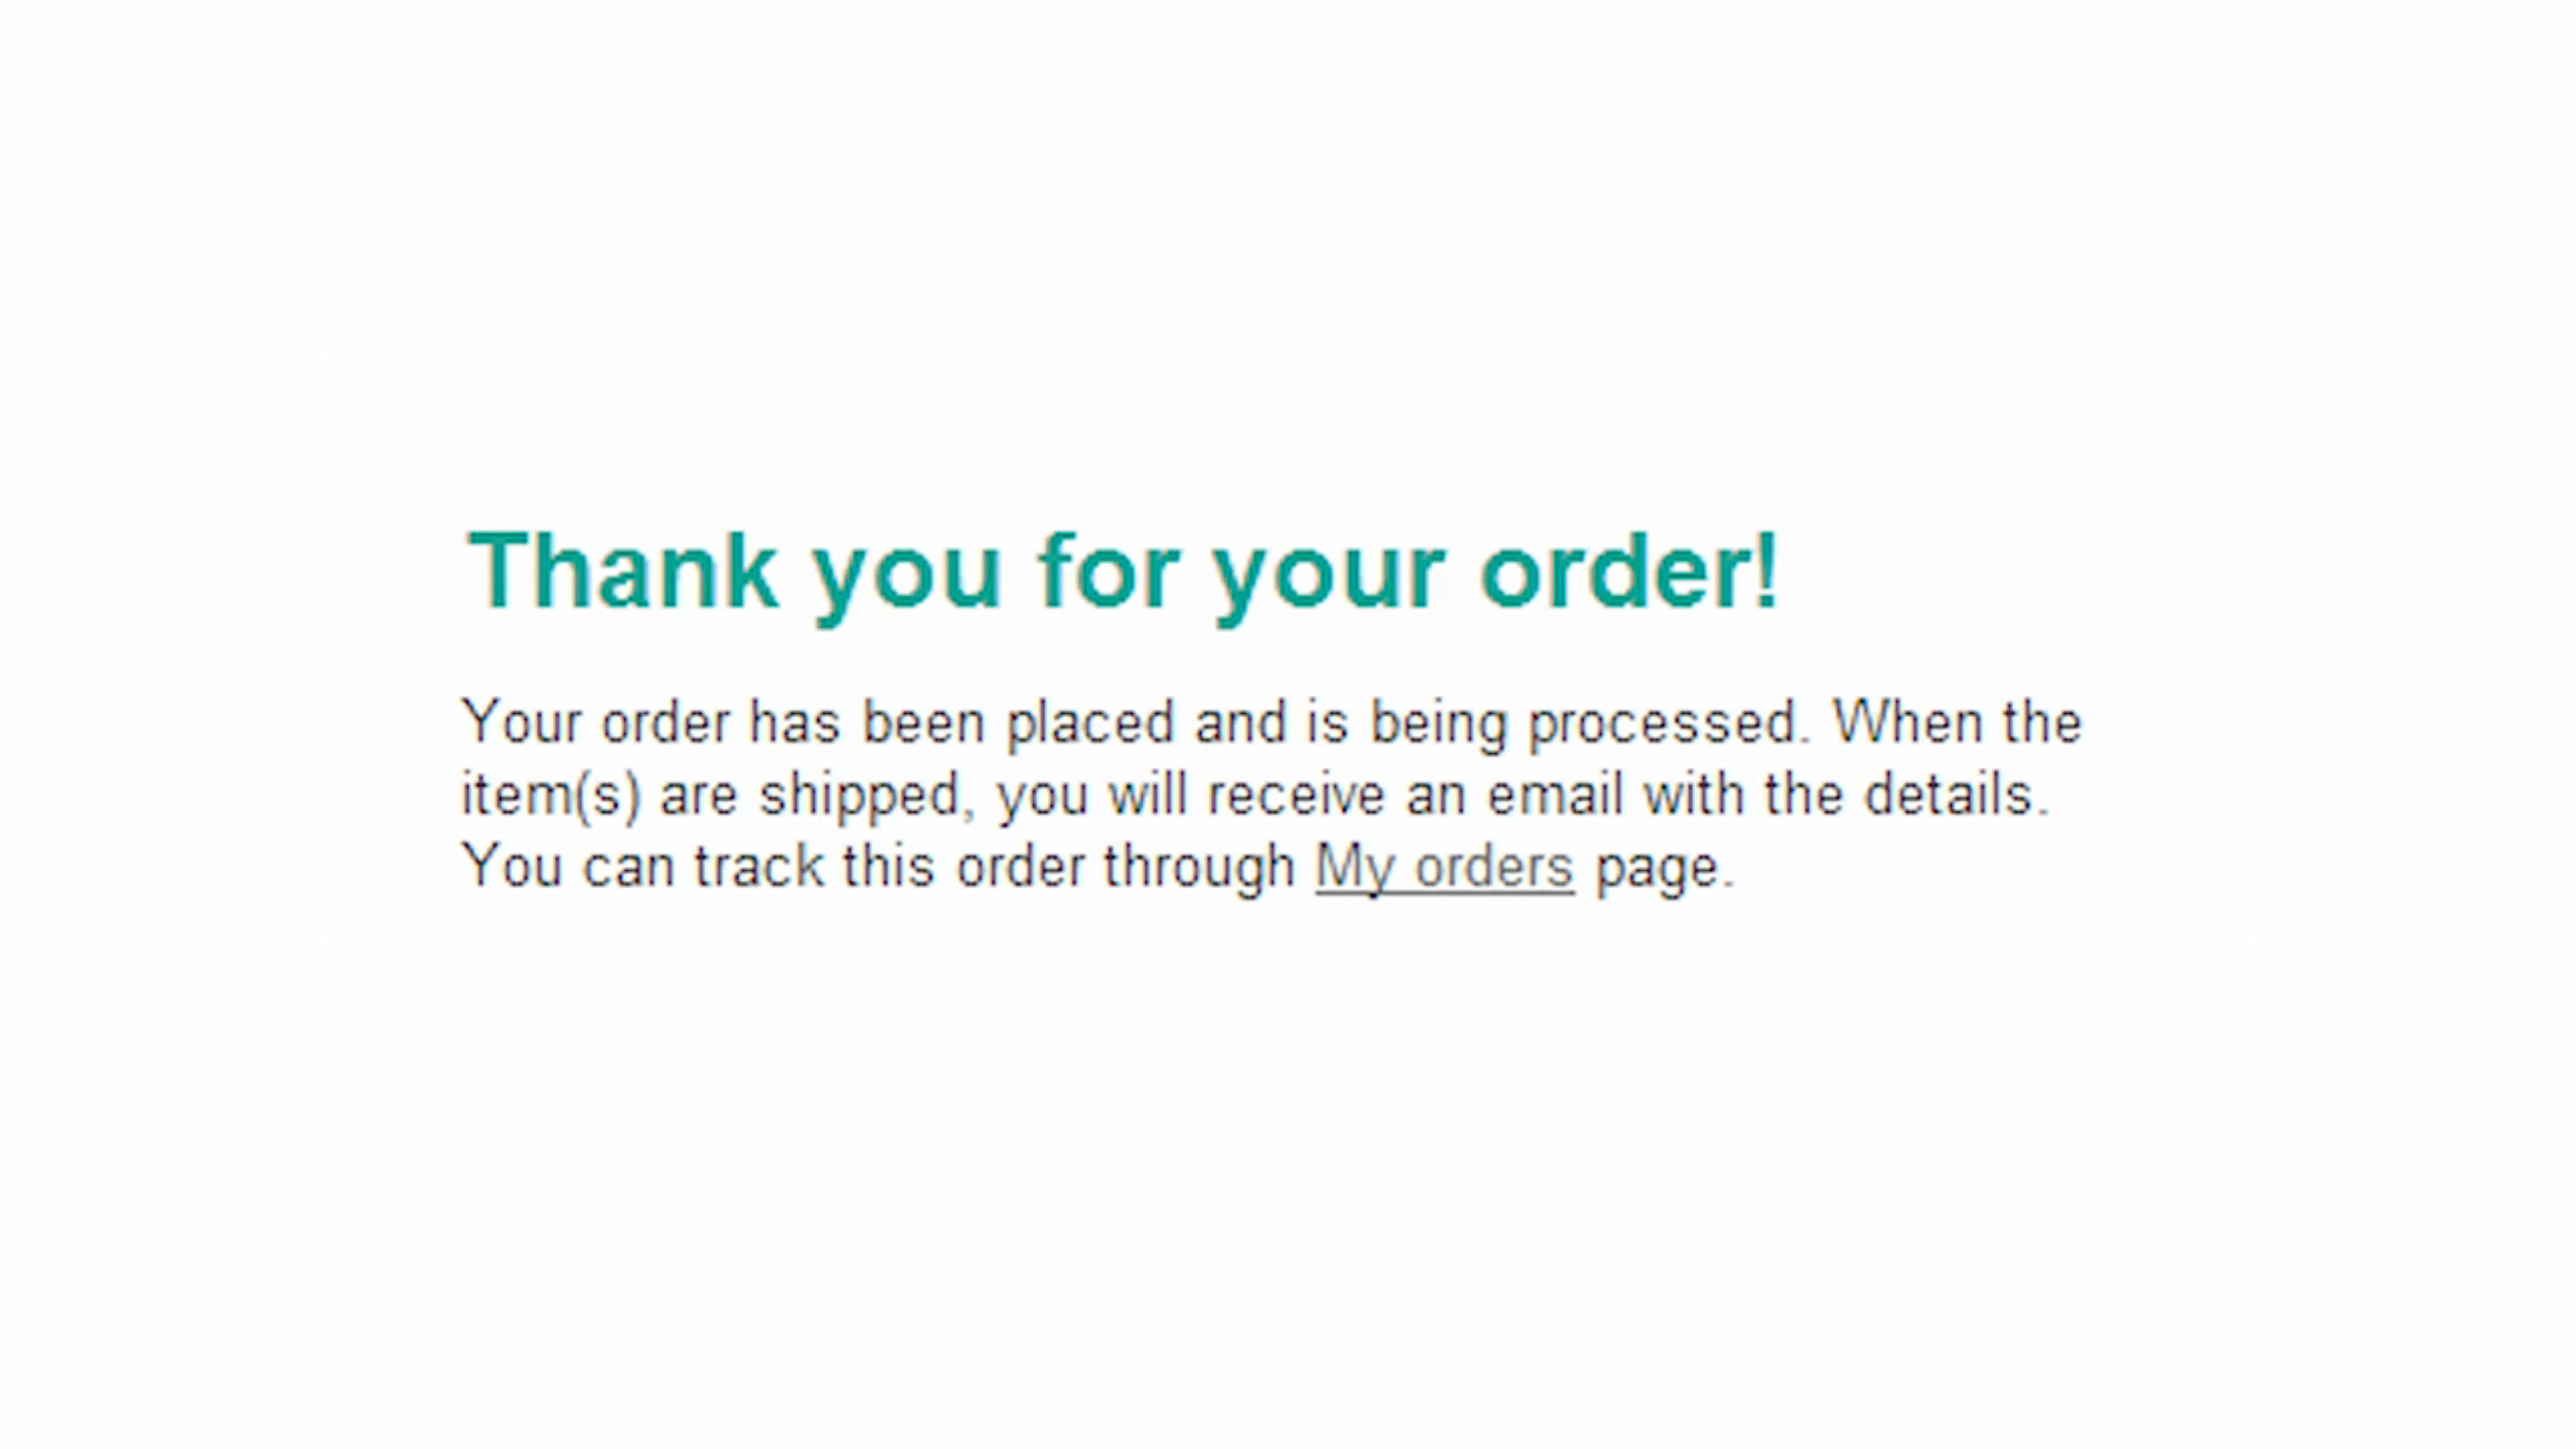 Thank you for your order!
Your order has been placed and is being processed. When the
item(s) are shipped, you will receive an email with the details.
You can track this order through My orders page.